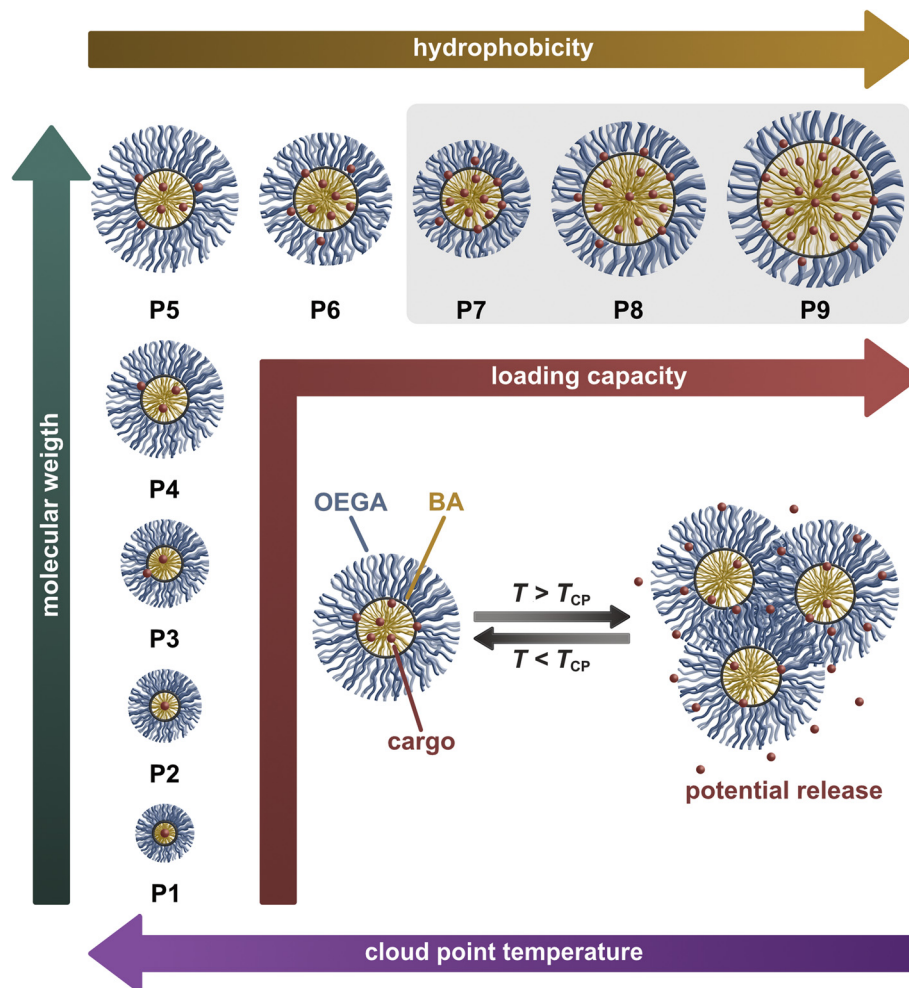 hydrophobicity
P5 P6 P7 P8 P9
loading capacity
molecular weigth
P4
OEGA BA
T > TCP
T < TCP
P3
cargo
P2
potential release
P1
cloud point temperature